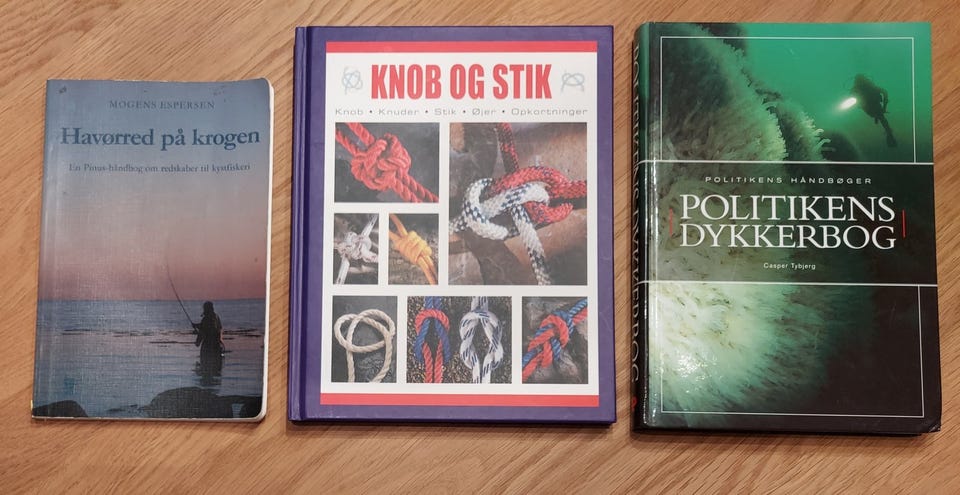 MOGENS ESPERSEN
Havørred på krogen
En Pinus-håndbog om redskaber til kystfiskeri
KNOB OG STIK
Knob • Knuder • Stik • Øjer • Opkortninger
POLITIKENS HÅNDBØGER
POLITIKENS
DYKKERBOG
Casper Tybjerg